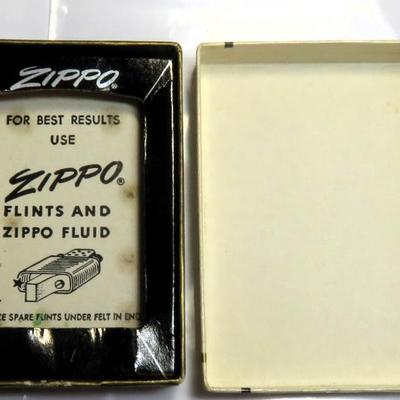 ZIPPO®
FOR BEST RESULTS
USE
ZIPPO®
FLINTS AND
ZIPPO FLUID
SPARE FLINTS UNDER FELT IN END